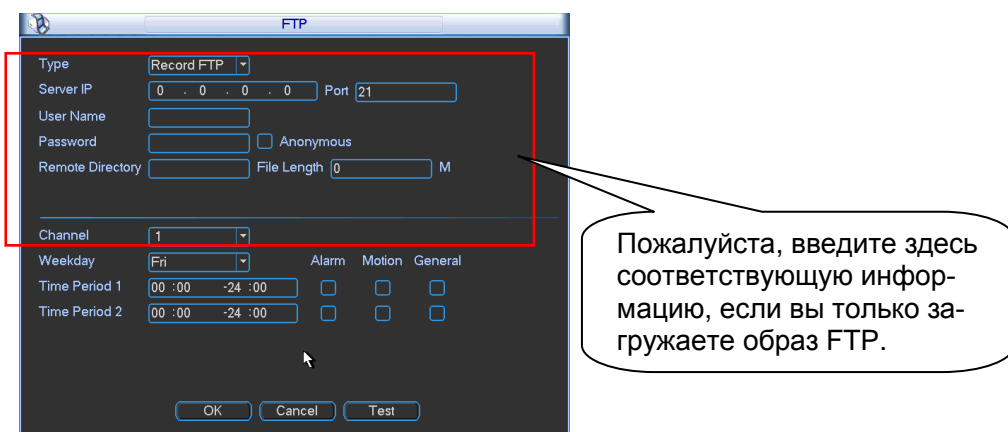 FTP
Type Record FTP
Server IP 0 . 0 . 0 . 0 Port 21
User Name
Password Anonymous
Remote Directory File Length 0 M
Channel 1
Weekday Fri Alarm Motion General
Time Period 1 00 :00 -24 :00
Time Period 2 00 :00 -24 :00
OK Cancel Test
Пожалуйста, введите здесь
соответствующую инфор-
мацию, если вы только за-
гружаете образ FTP.